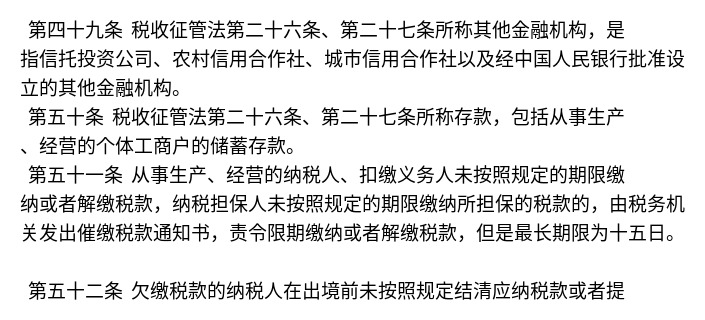 第四十九条 税收征管法第二十六条、第二十七条所称其他金融机构，是
指信托投资公司、农村信用合作社、城市信用合作社以及经中国人民银行批准设
立的其他金融机构。
第五十条 税收征管法第二十六条、第二十七条所称存款，包括从事生产
、经营的个体工商户的储蓄存款。
第五十一条 从事生产、经营的纳税人、扣缴义务人未按照规定的期限缴
纳或者解缴税款，纳税担保人未按照规定的期限缴纳所担保的税款的，由税务机
关发出催缴税款通知书，责令限期缴纳或者解缴税款，但是最长期限为十五日。
第五十二条 欠缴税款的纳税人在出境前未按照规定结清应纳税款或者提